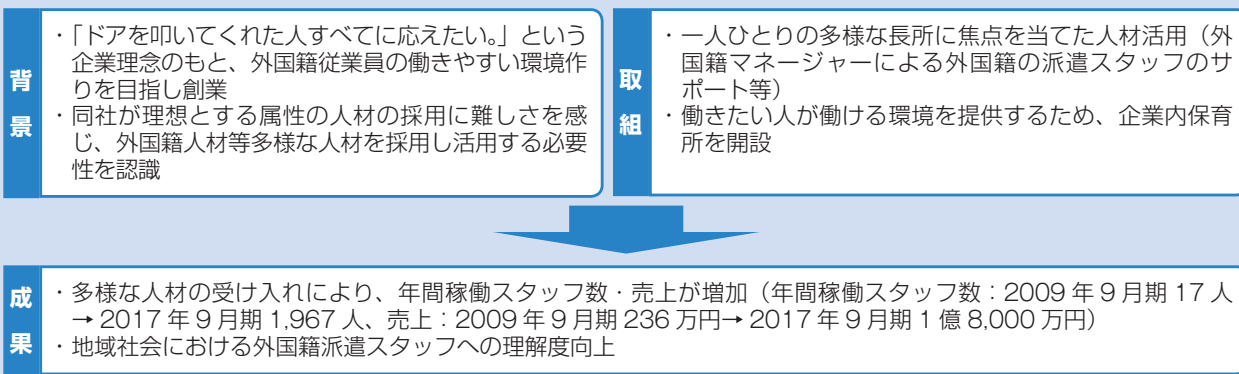 背景
・「ドアを叩いてくれた人すべてに応えたい。」という
企業理念のもと、外国籍従業員の働きやすい環境作
りを目指し創業
・同社が理想とする属性の人材の採用に難しさを感
じ、外国籍人材等多様な人材を採用し活用する必要
性を認識
取組
・一人ひとりの多様な長所に焦点を当てた人材活用（外
国籍マネージャーによる外国籍の派遣スタッフのサ
ポート等）
・働きたい人が働ける環境を提供するため、企業内保育
所を開設
成果
・多様な人材の受け入れにより、年間稼働スタッフ数・売上が増加（年間稼働スタッフ数：2009 年 9 月期 17 人
→ 2017 年 9 月期 1,967 人、売上：2009 年 9 月期 236 万円→ 2017 年 9 月期 1 億 8,000 万円）
・地域社会における外国籍派遣スタッフへの理解度向上